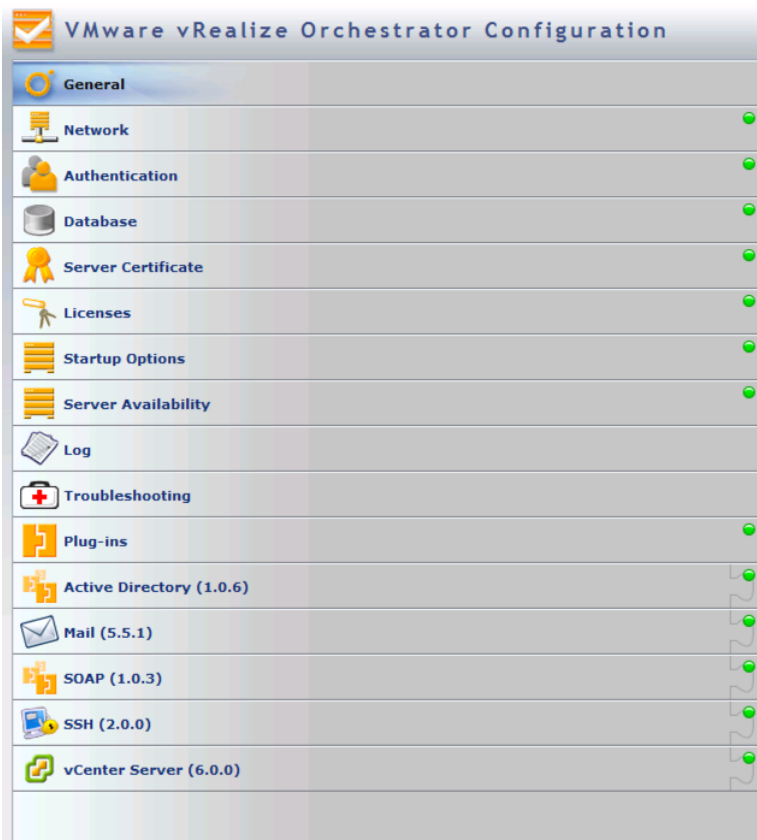 VMware vRealize Orchestrator Configuration
General
Network
Authentication
Database
Server Certificate
Licenses
Startup Options
Server Availability
Log
Troubleshooting
Plug-ins
Active Directory (1.0.6)
Mail (5.5.1)
SOAP (1.0.3)
SSH (2.0.0)
vCenter Server (6.0.0)